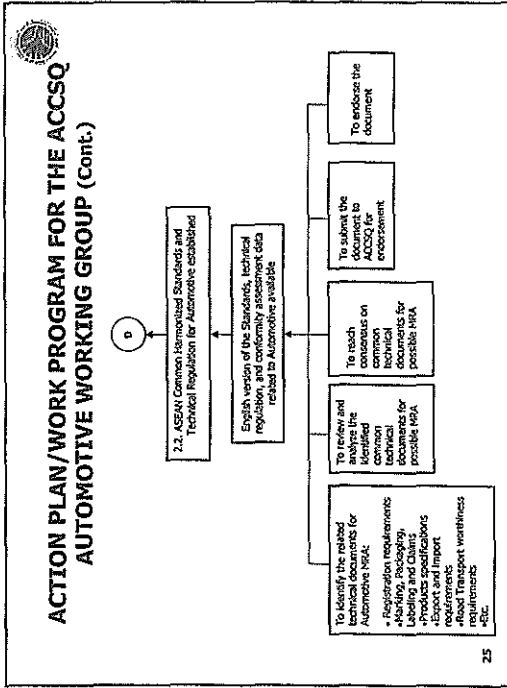 ACTION PLAN/WORK PROGRAM FOR THE ACCSQ
AUTOMOTIVE WORKING GROUP (Cont.)
D
2.2. ASEAN Common Harmonized Standards and
Technical Regulation for Automotive established
English version of the Standards, technical
regulation, and conformity assessment data
related to Automotive available
To identify the related
technical documents for
Automotive MRA:
• Registration requirements
•Marking, Packaging,
Labeling and Claims
•Products specifications
•Export and Import
requirements
•Road Transport worthiness
requirements
•Etc.
To review and
analyse the
identified
common
technical
documents for
possible MRA
To reach
consensus on
common
technical
documents for
possible MRA
To submit the
document to
ACCSQ for
endorsement
To endorse the
document
25